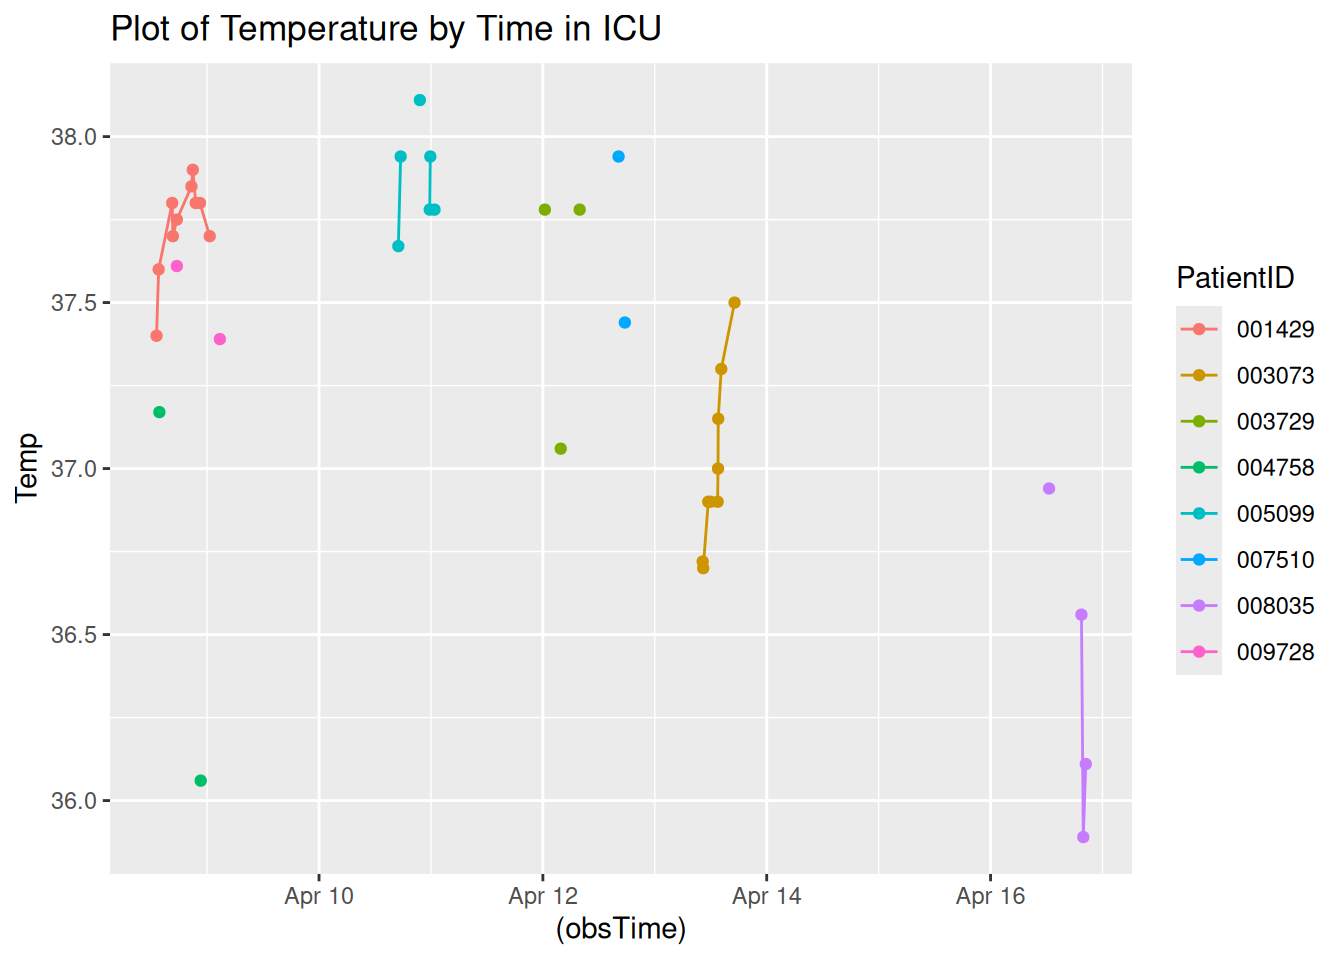 Plot of Temperature by Time in ICU
38.0
37.5
37.0
36.5
36.0
Temp
Apr 10
Apr 12
Apr 14
Apr 16
(obsTime)
PatientID
001429
003073
003729
004758
005099
007510
008035
009728